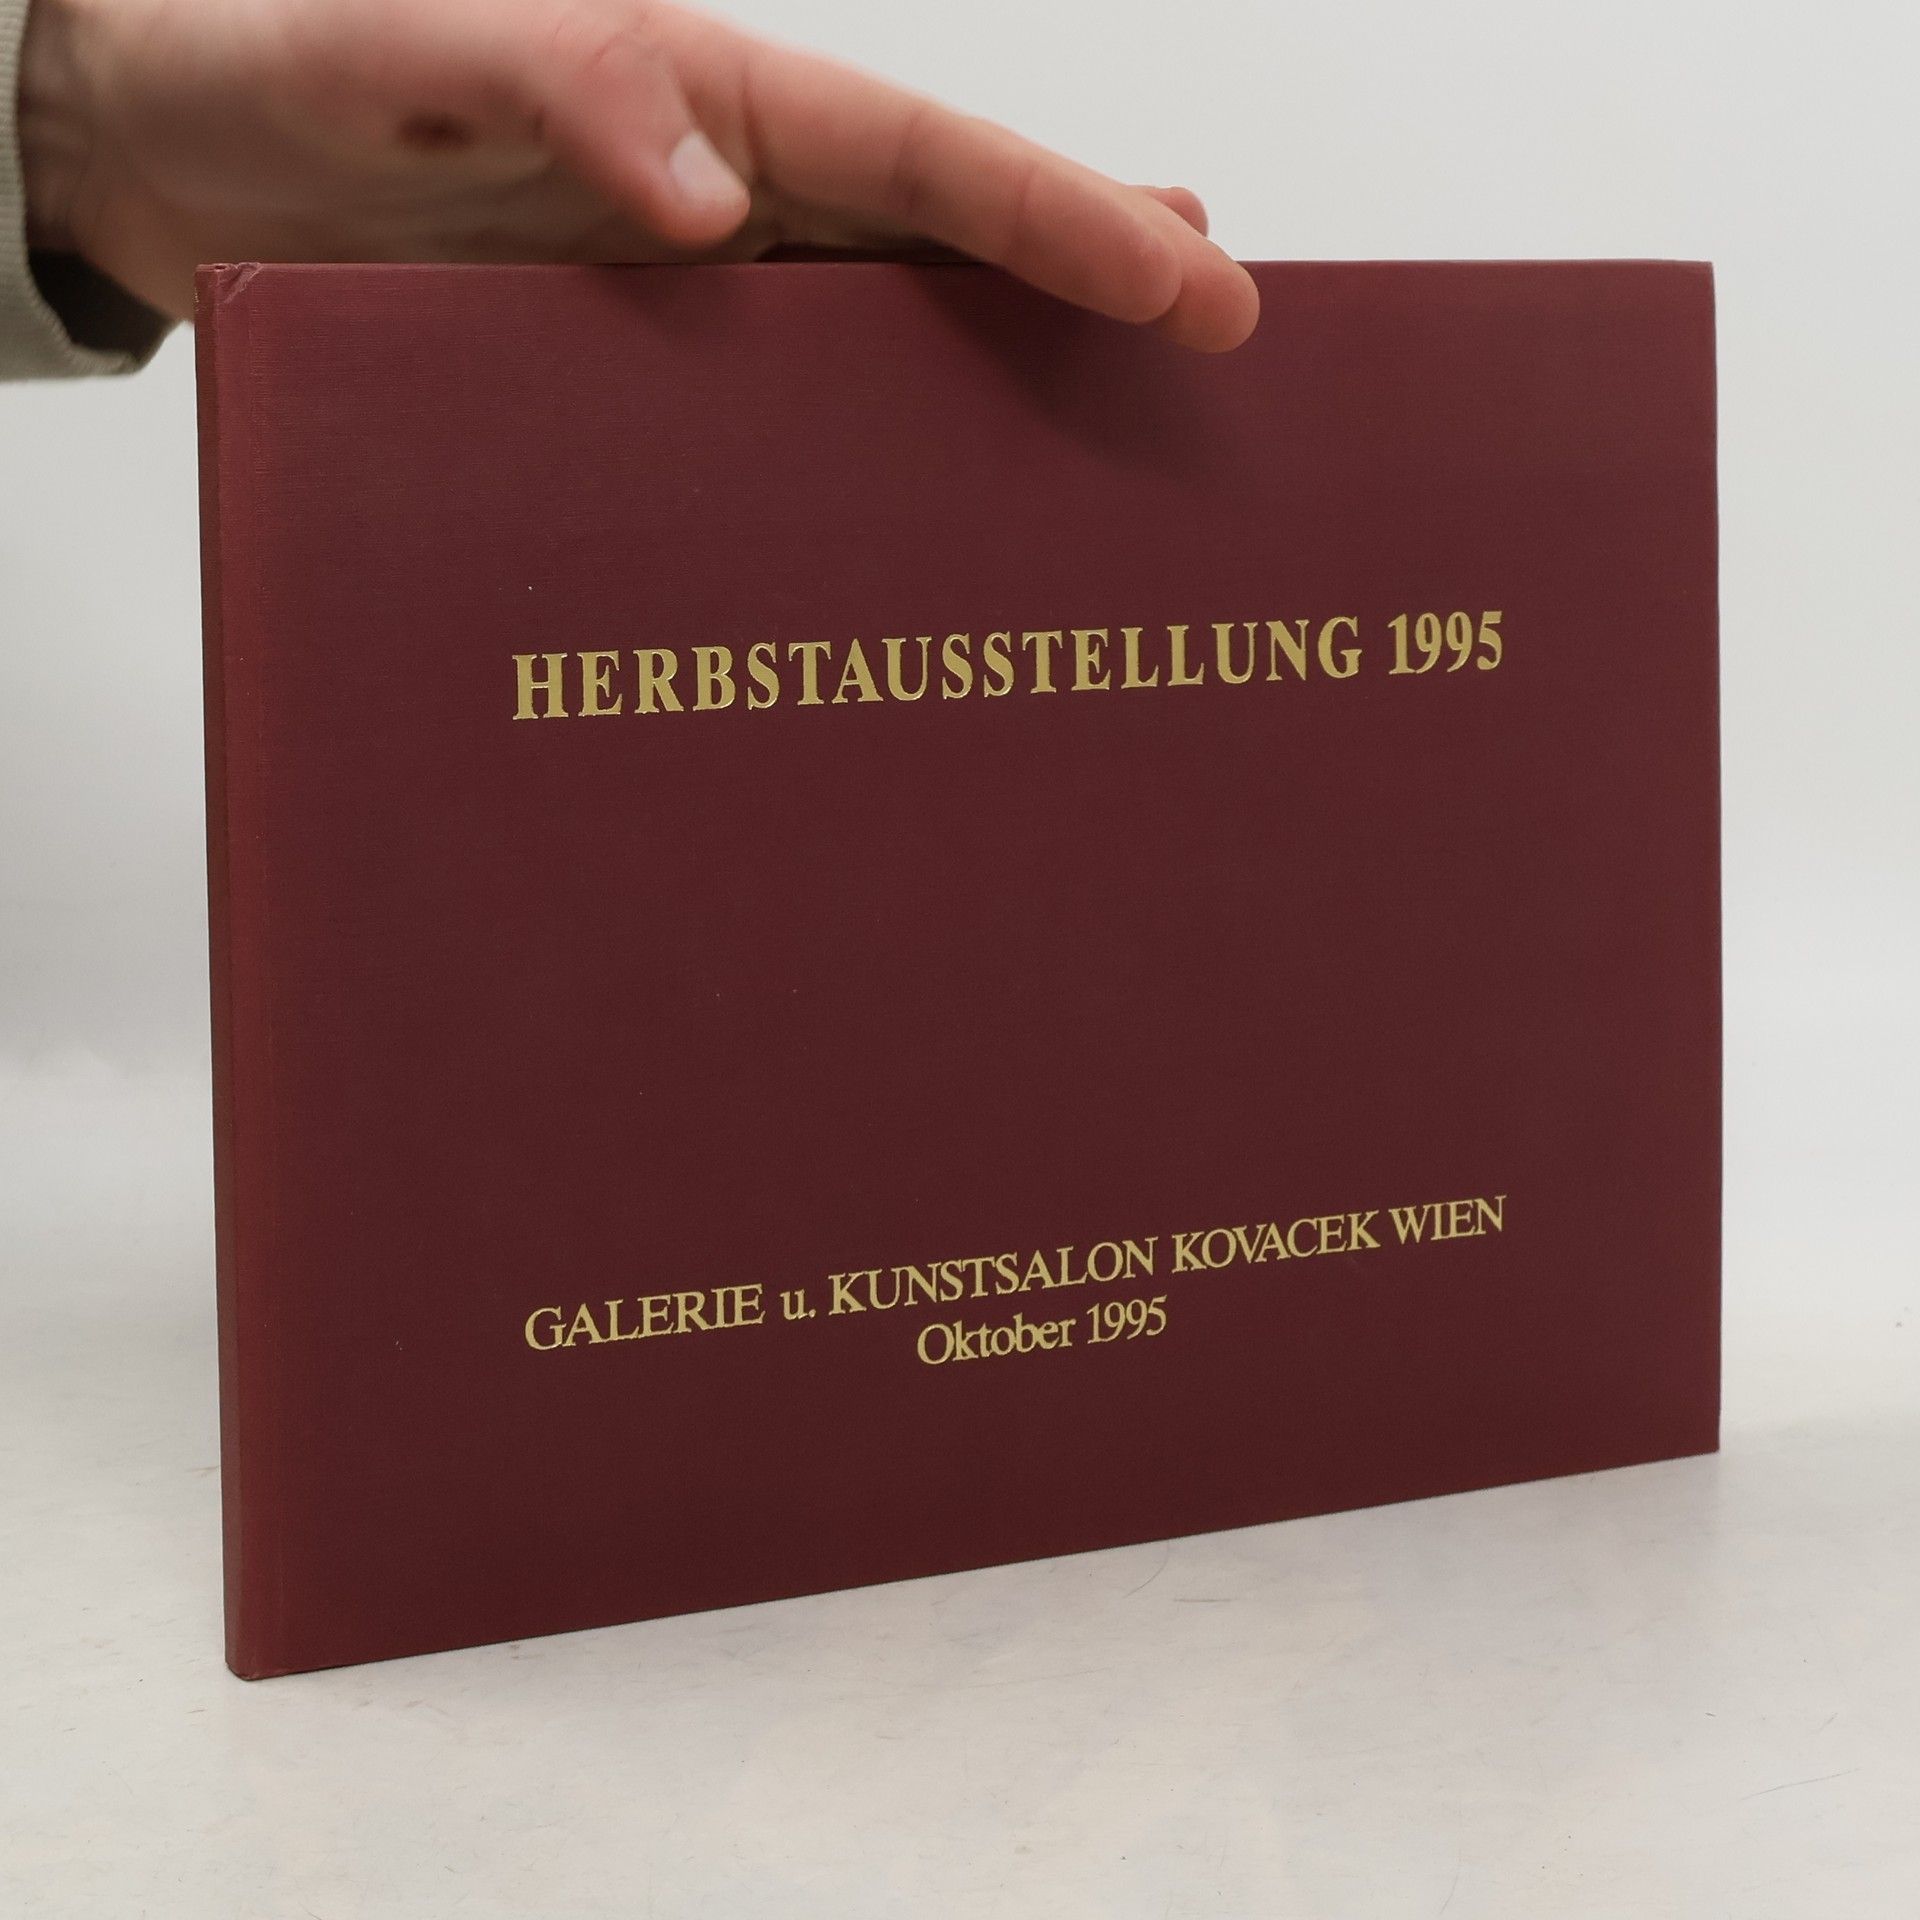 HERBSTAUSSTELLUNG 1995
GALERIE u. KUNSTSALON KOVACEK WIEN
Oktober 1995